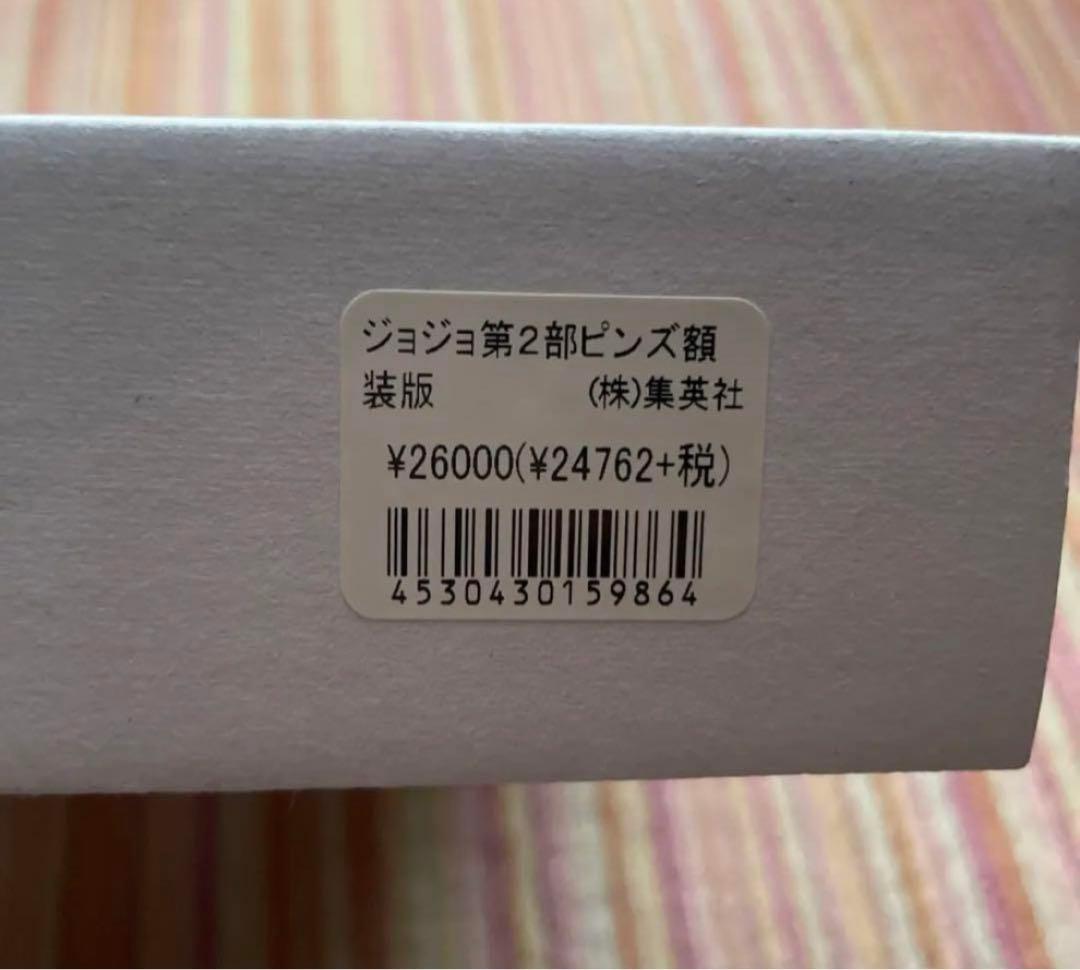 ジョジョ第2部ピンズ額
装版 (株)集英社
¥26000(¥24762+税)
4530430159864